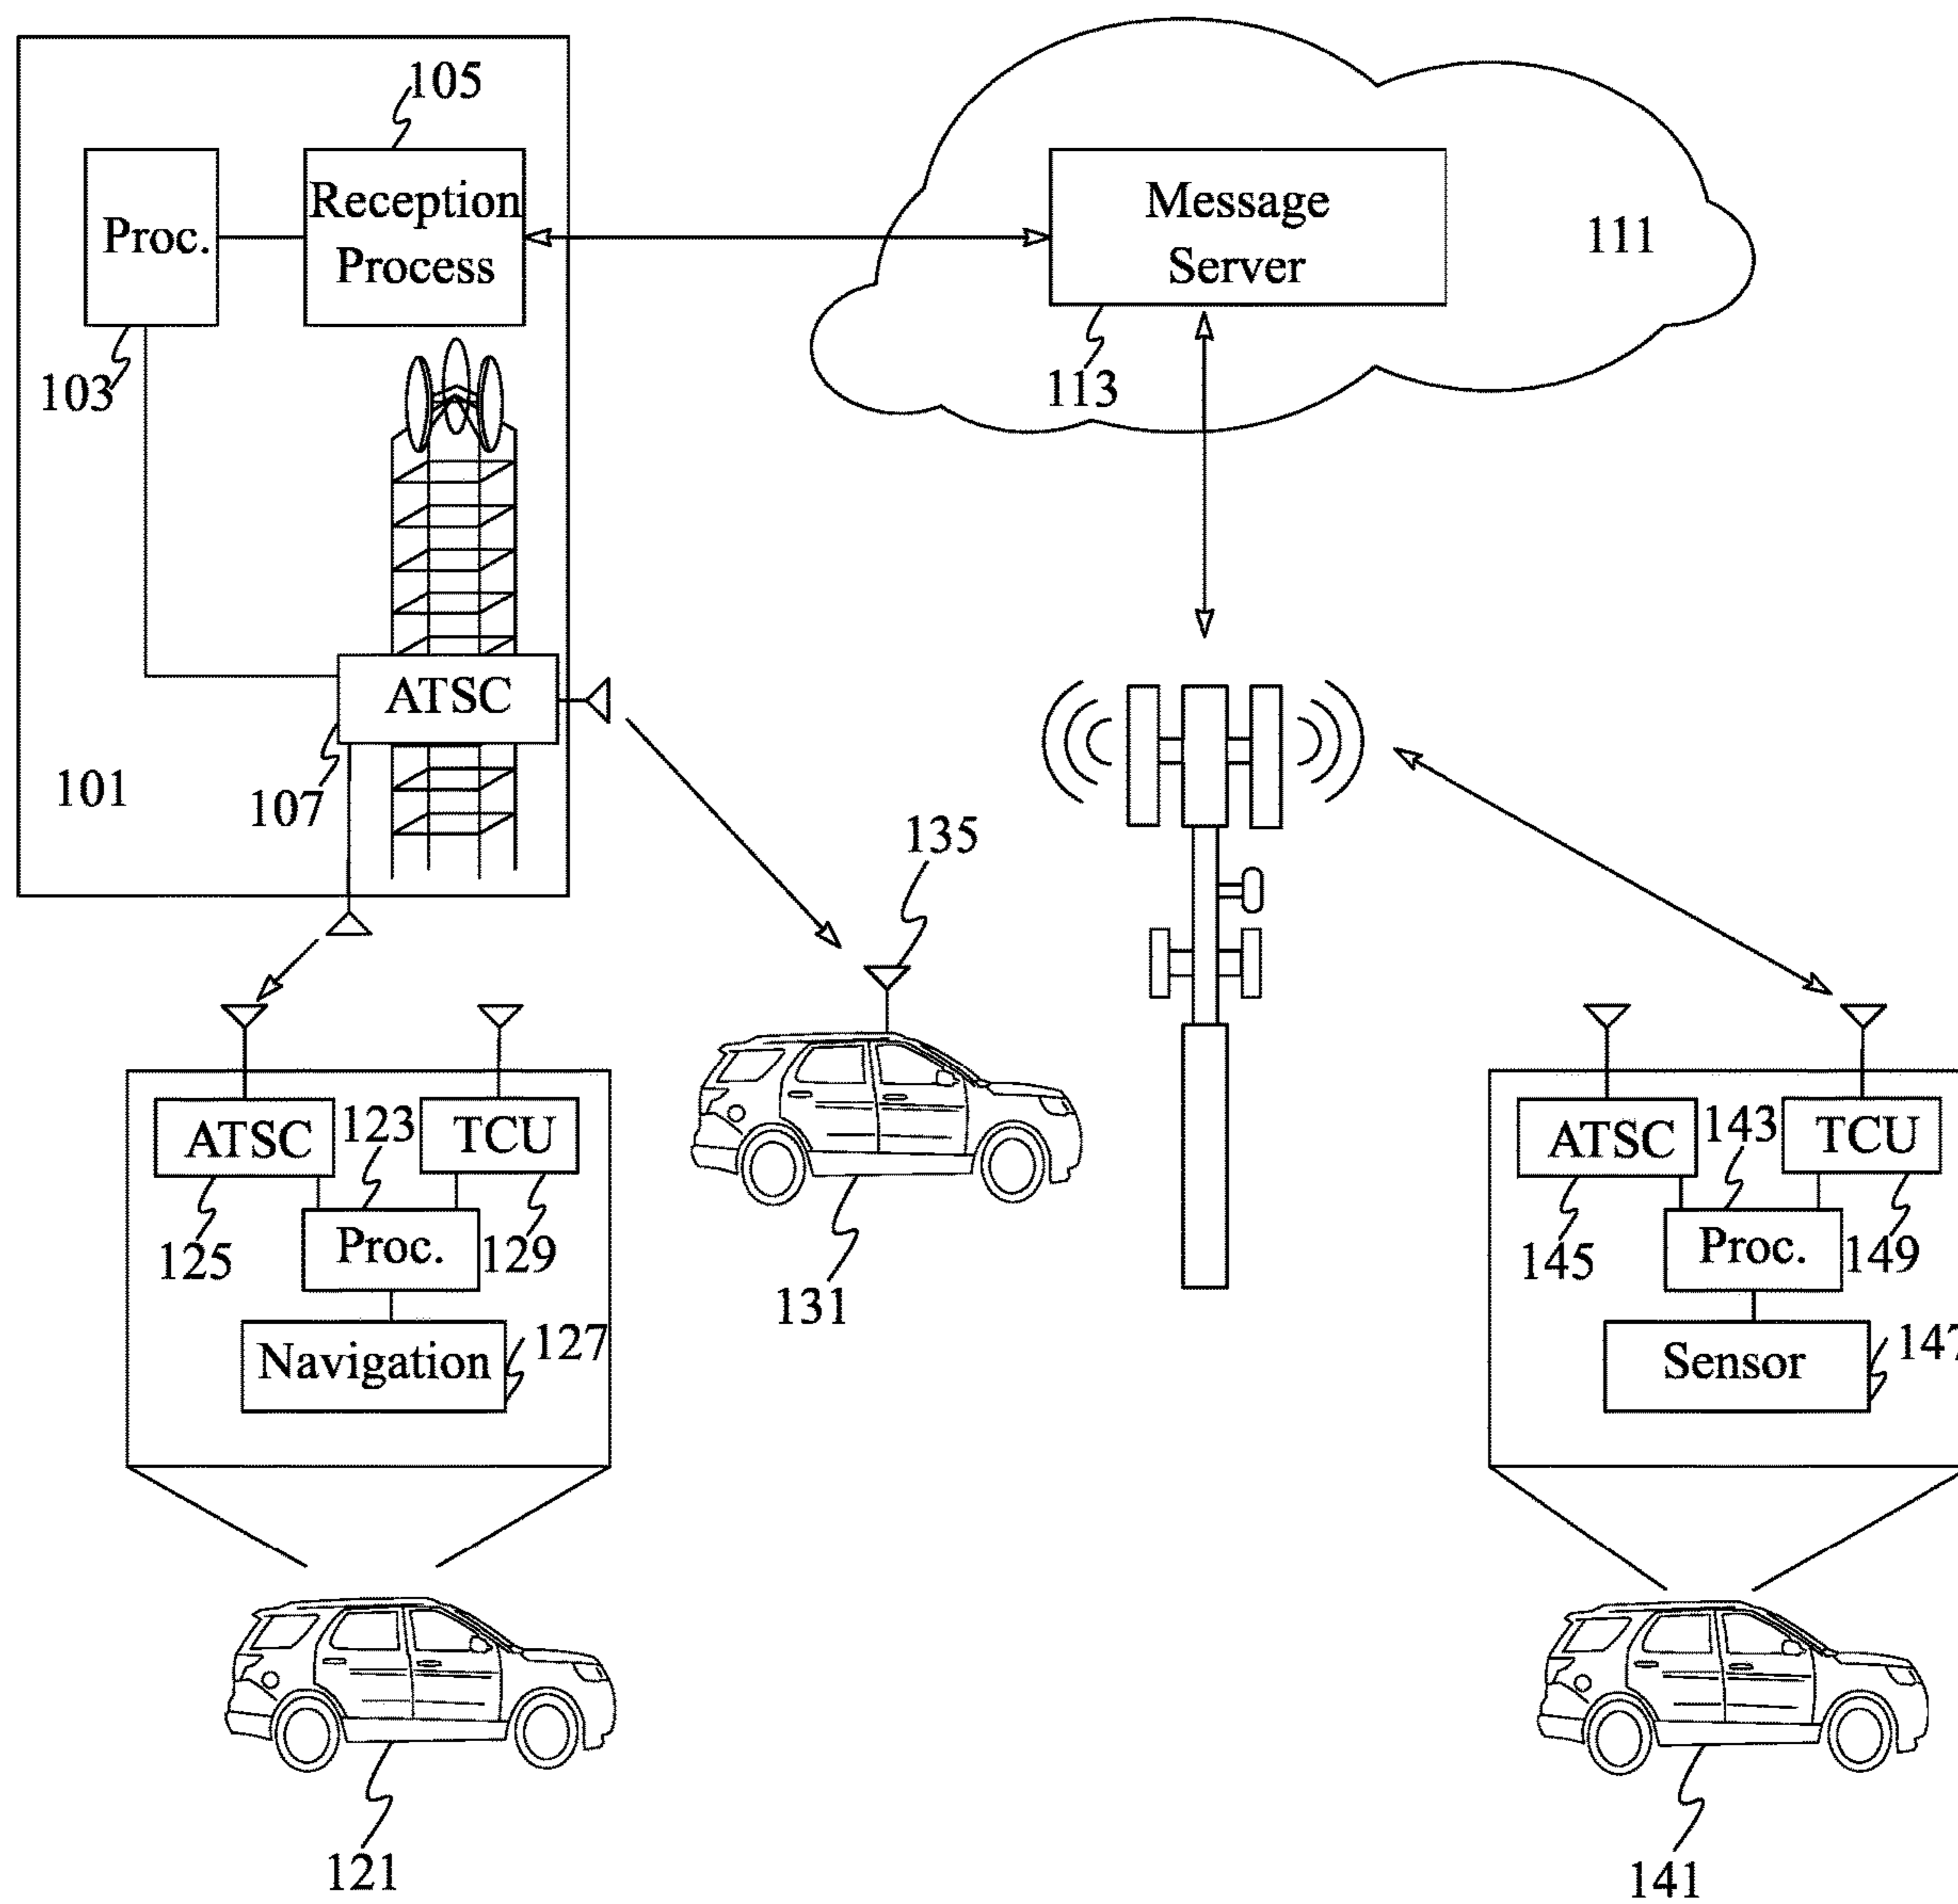 105
Proc.
Reception
Process
103
Message
Server
111
113
ATSC
101
107
135
ATSC
123
TCU
125
Proc.
129
Navigation
127
131
ATSC
143
TCU
145
Proc.
149
Sensor
147
121
141